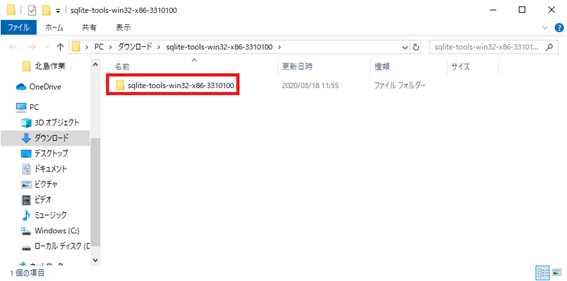 sqlite-tools-win32-x86-3310100
ファイル ホーム 共有 表示
PC > ダウンロード > sqlite-tools-win32-x86-3310100 >
sqlite-tools-win32-x86-33101...
名前 更新日時 種類 サイズ
sqlite-tools-win32-x86-3310100 2020/03/18 11:55 ファイル フォルダー
北島作業
OneDrive
PC
3D オブジェクト
ダウンロード
デスクトップ
ドキュメント
ピクチャ
ビデオ
ミュージック
Windows (C:)
ローカル ディスク (D
1 個の項目